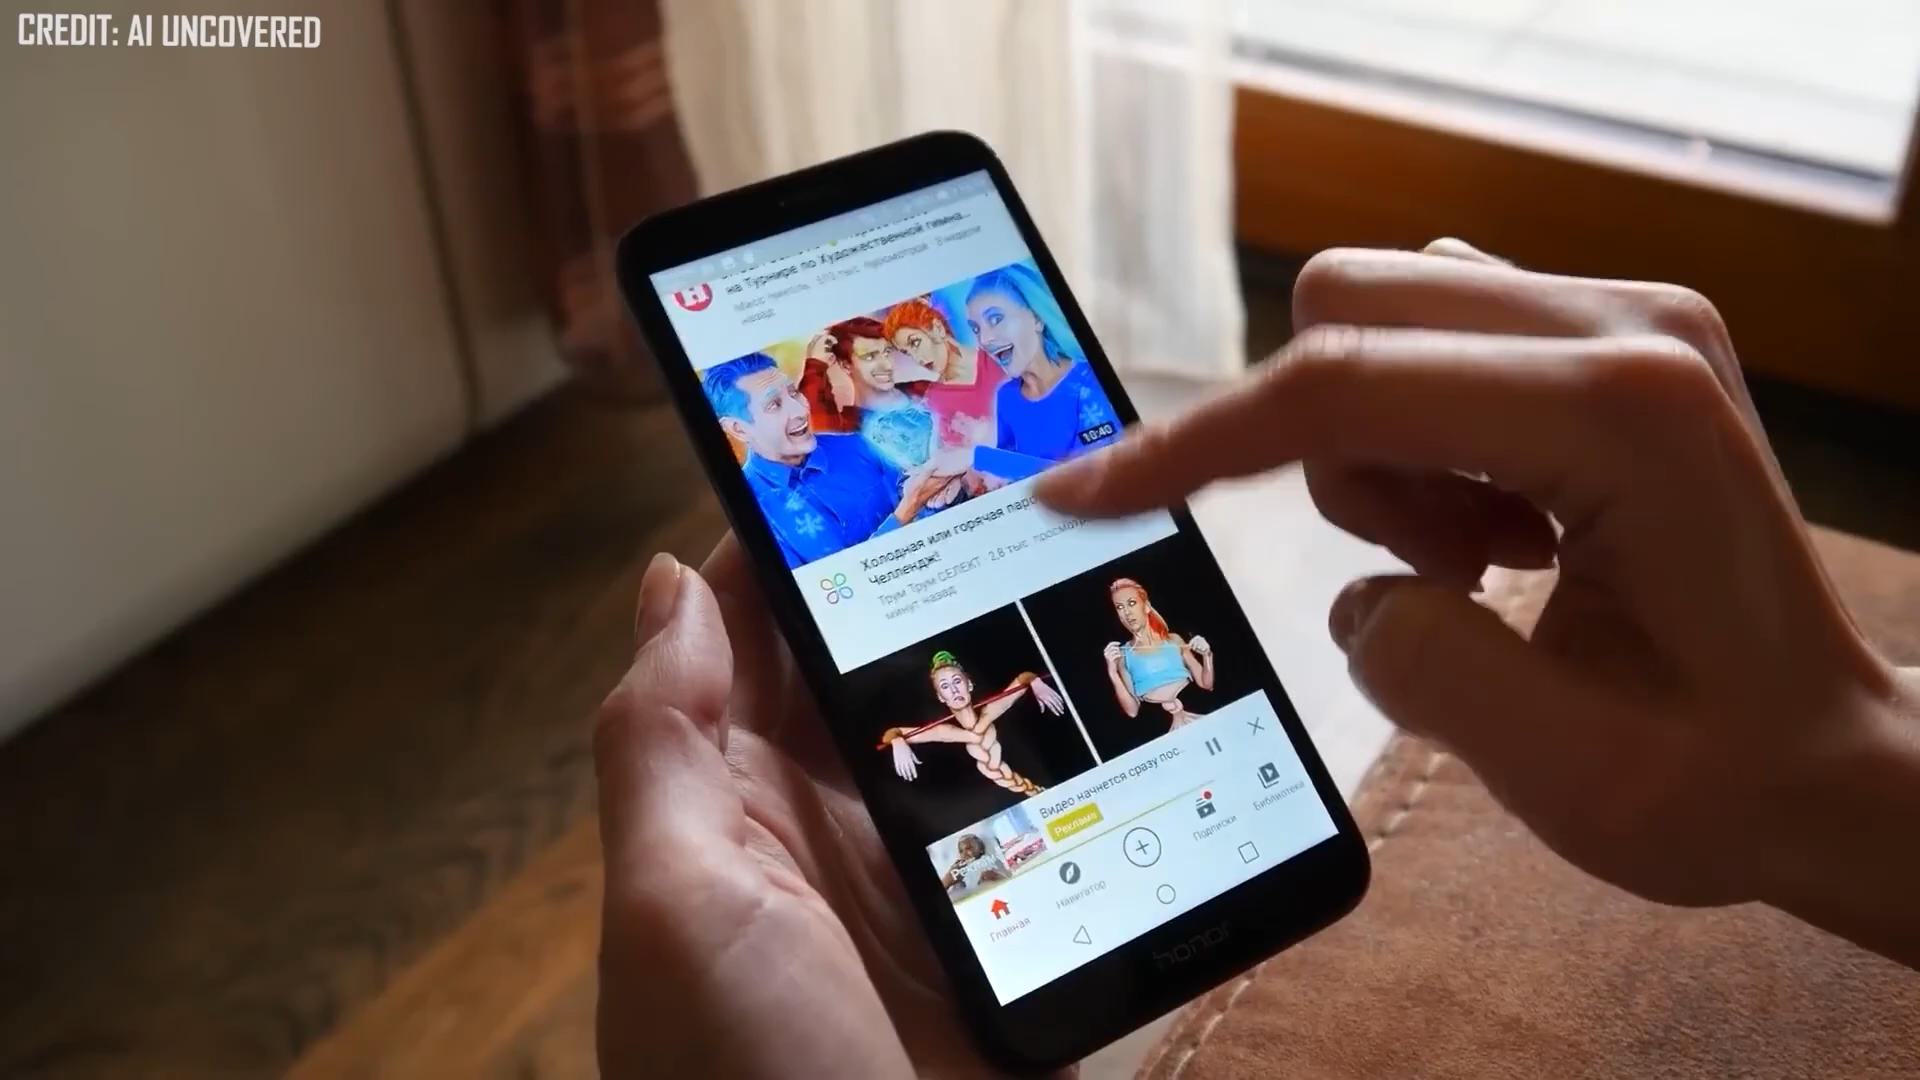 CREDIT: AI UNCOVERED
на Турнире по Художественной гимна...
назад
10:40
Холодная или горячая
Челлендж!
Трум Трум СЕЛЕКТ · 2,8 тыс. просмотр
минут назад
Видео начнется сразу пос...
Реклама
Главная
Навигатор
Подписки
Библиотека
honor